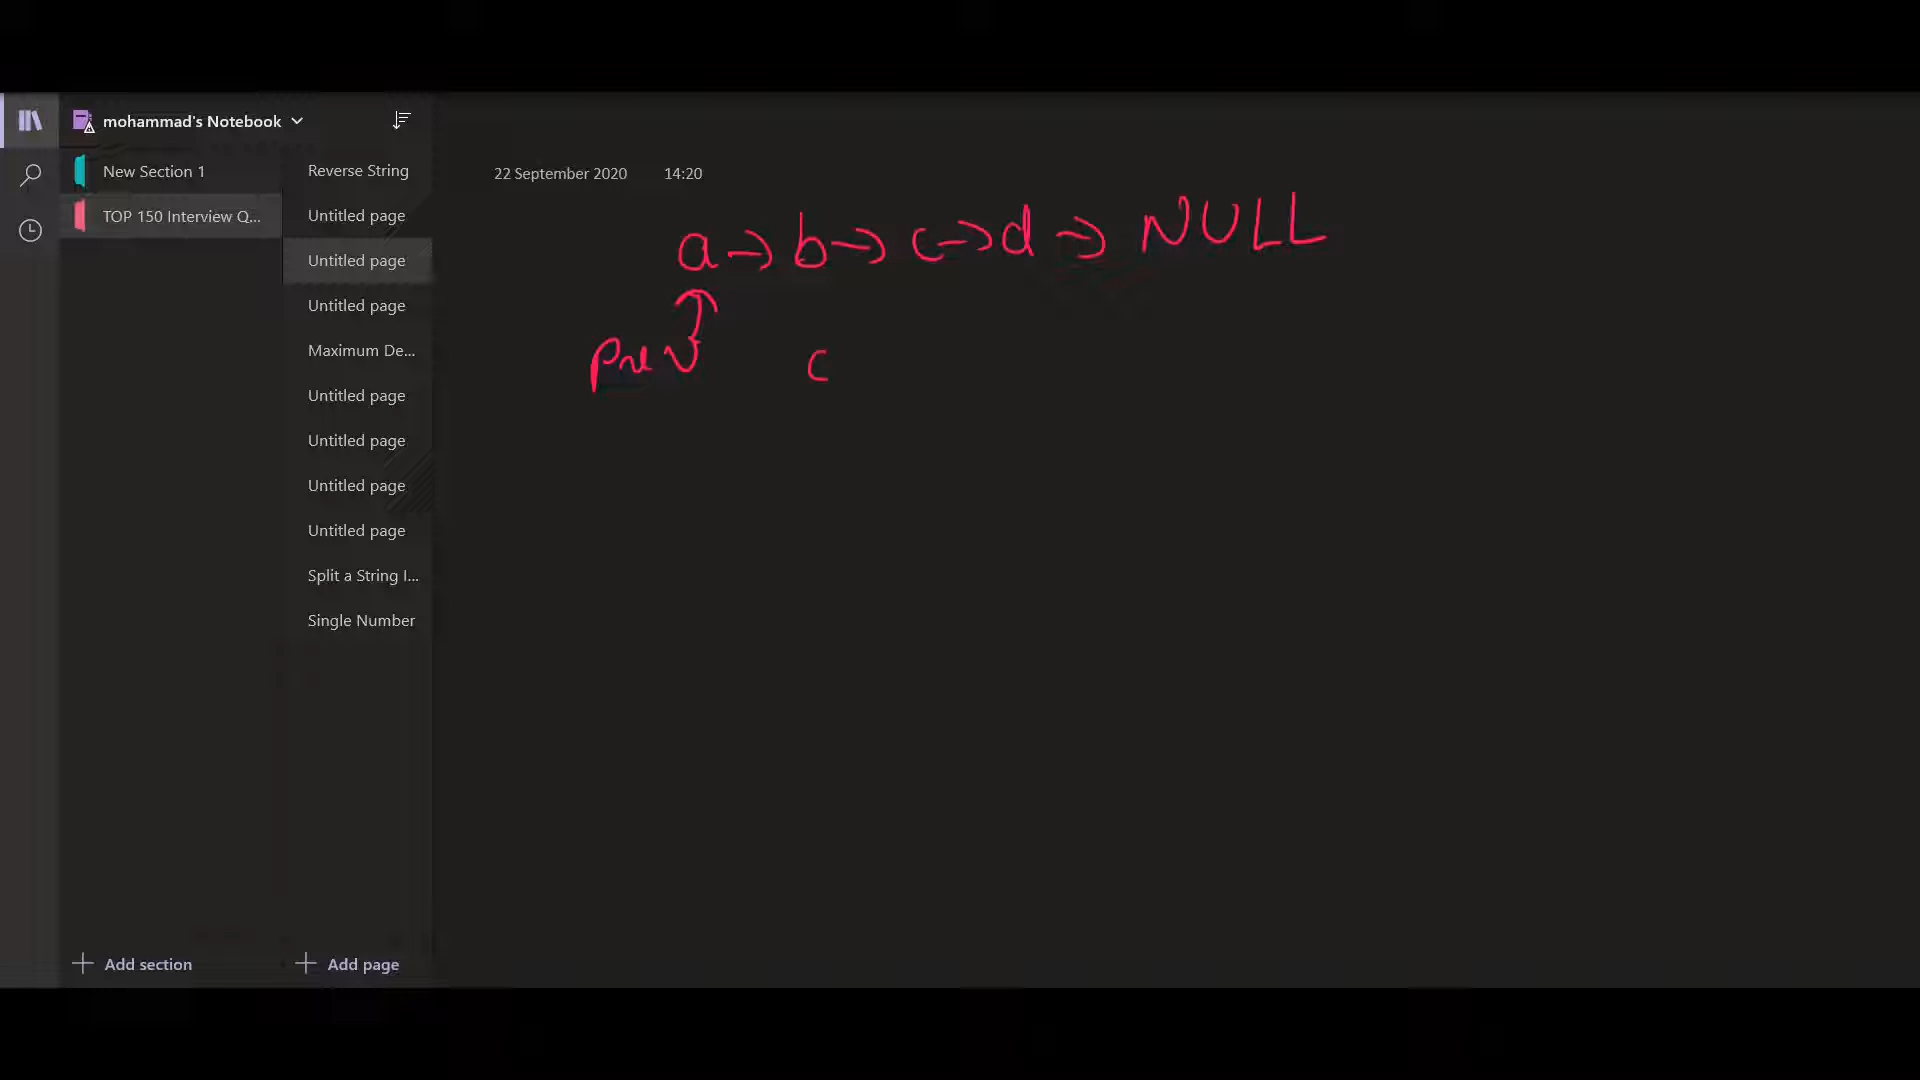 mohammad's Notebook
New Section 1
TOP 150 Interview Q...
Reverse String
Untitled page
Untitled page
Untitled page
Maximum De...
Untitled page
Untitled page
Untitled page
Untitled page
Split a String I...
Single Number
Add section
Add page
22 September 2020 14:20
a → b → c → d → NULL
prev c